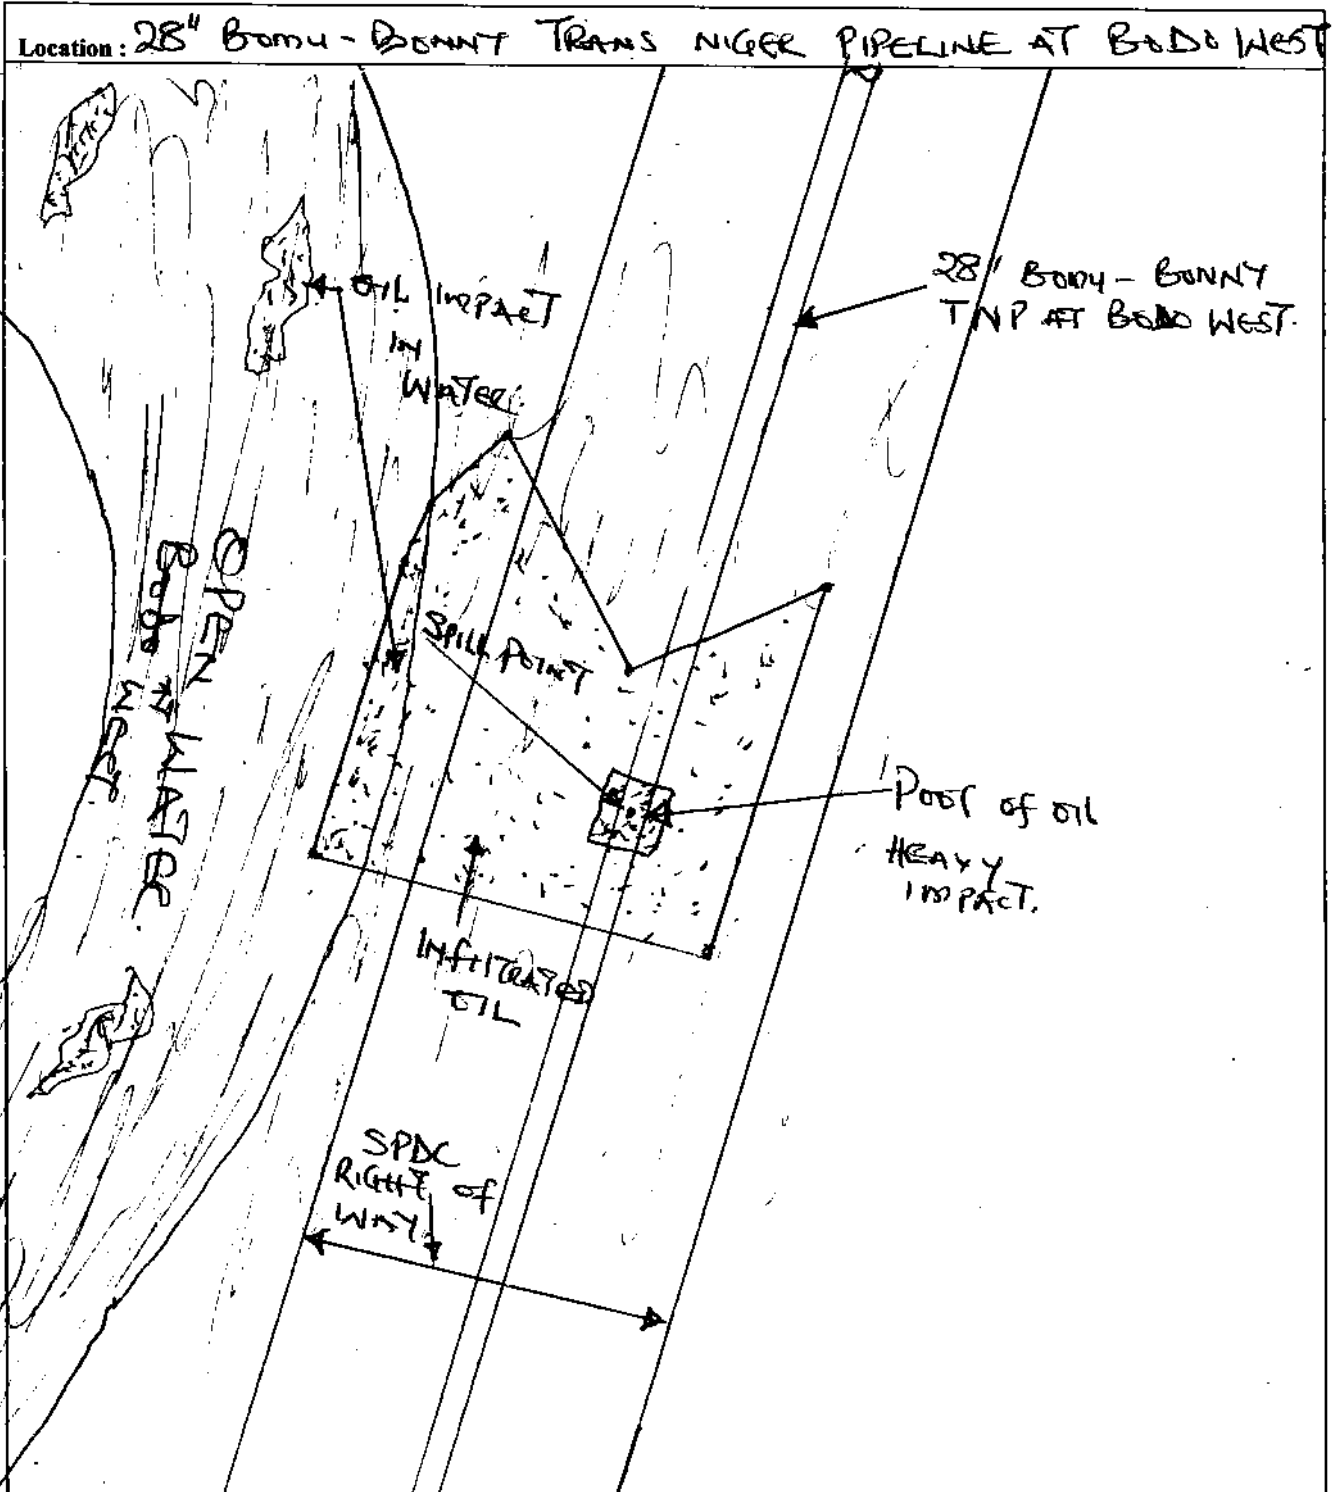 Location : 28" BOMU - BONNY TRANS NIGER PIPELINE AT BODO WEST
28" BOMU - BONNY
TNP AT BODO WEST.
OIL IMPACT
IN
WATER
SPILL POINT
OPEN WATER
BODO WEST
POOL OF OIL
HEAVY
IMPACT.
INFILTRATED
OIL
SPDC
RIGHT OF
WAY